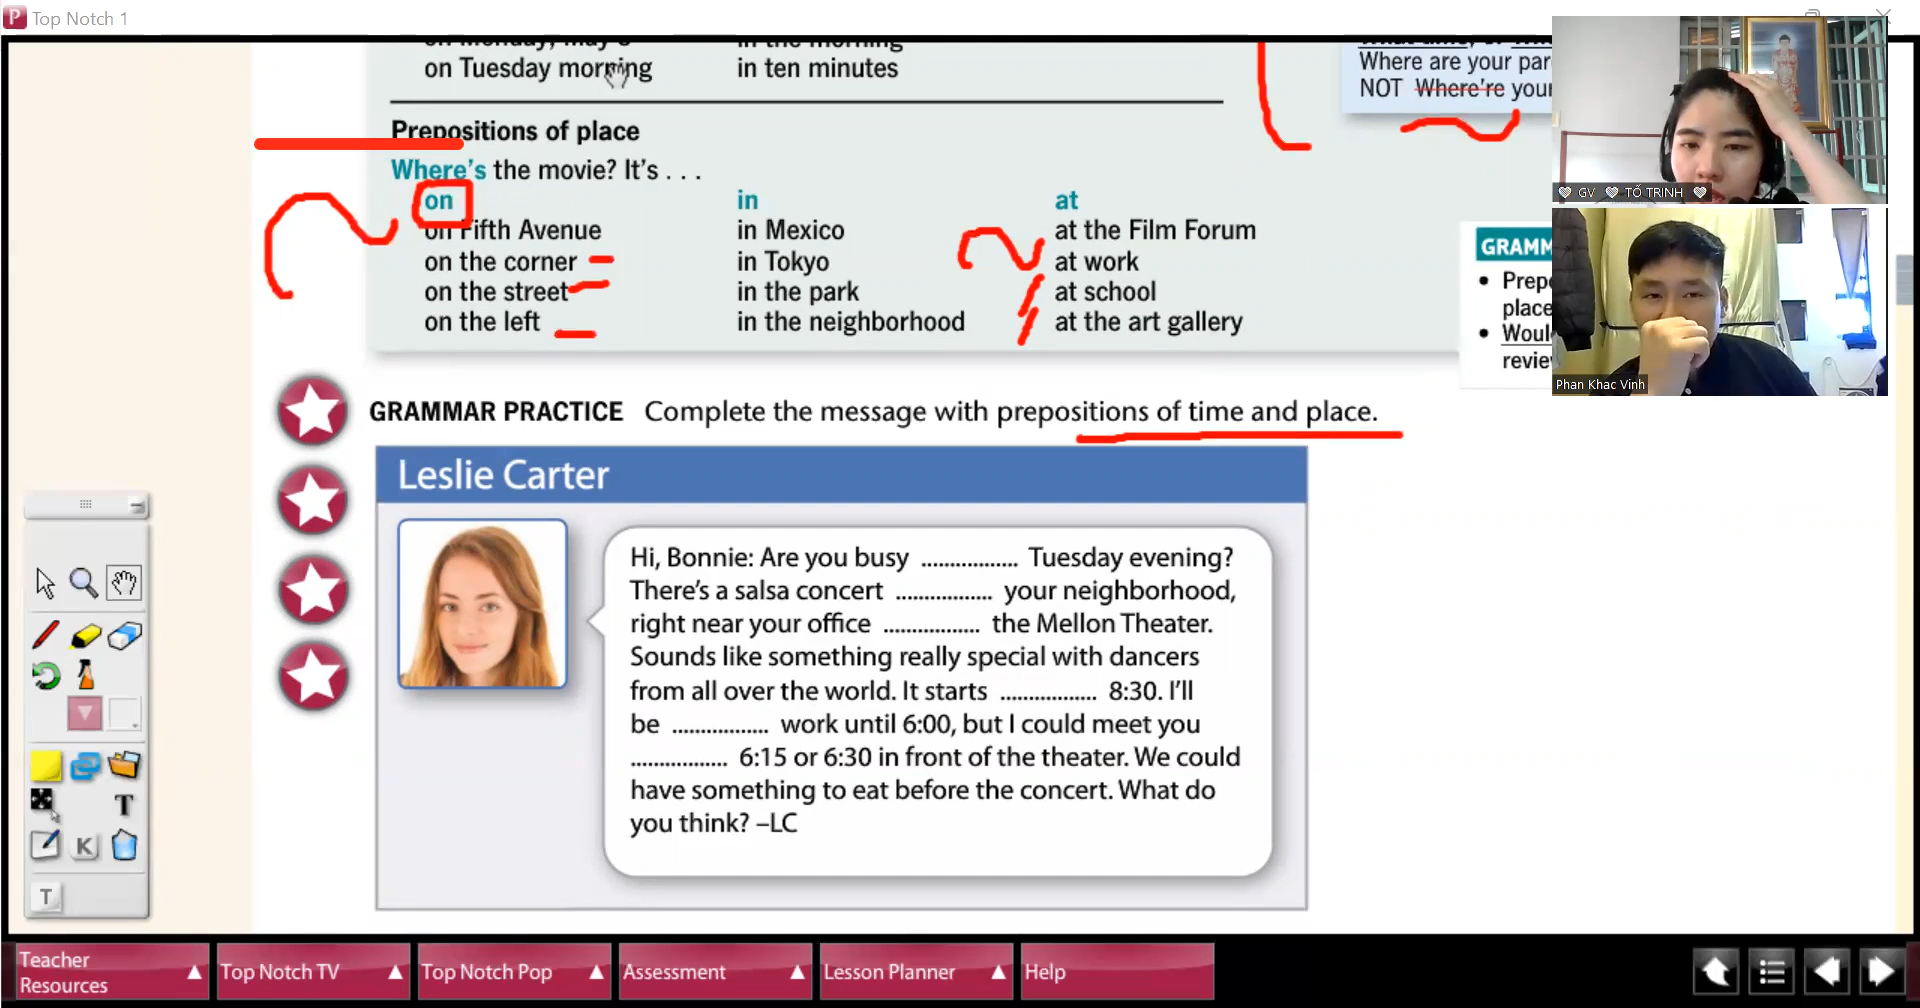 Top Notch 1
on Tuesday morning
in the morning
in ten minutes
Where are your par
NOT Where're your
Prepositions of place
Where's the movie? It's . . .
on in at
on Fifth Avenue in Mexico at the Film Forum
on the corner in Tokyo at work
on the street in the park at school
on the left in the neighborhood at the art gallery
GRAMM
• Prepo
place
• Woul
revie
GV TỐ TRINH
Phan Khac Vinh
GRAMMAR PRACTICE Complete the message with prepositions of time and place.
Leslie Carter
Hi, Bonnie: Are you busy ................. Tuesday evening?
There's a salsa concert ................. your neighborhood,
right near your office ................. the Mellon Theater.
Sounds like something really special with dancers
from all over the world. It starts ................. 8:30. I'll
be ................. work until 6:00, but I could meet you
................. 6:15 or 6:30 in front of the theater. We could
have something to eat before the concert. What do
you think? –LC
T
K
T
Teacher Resources
Top Notch TV
Top Notch Pop
Assessment
Lesson Planner
Help